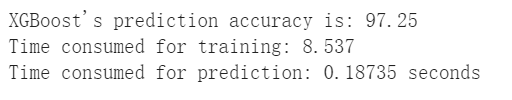 XGBoost's prediction accuracy is: 97.25
Time consumed for training: 8.537
Time consumed for prediction: 0.18735 seconds